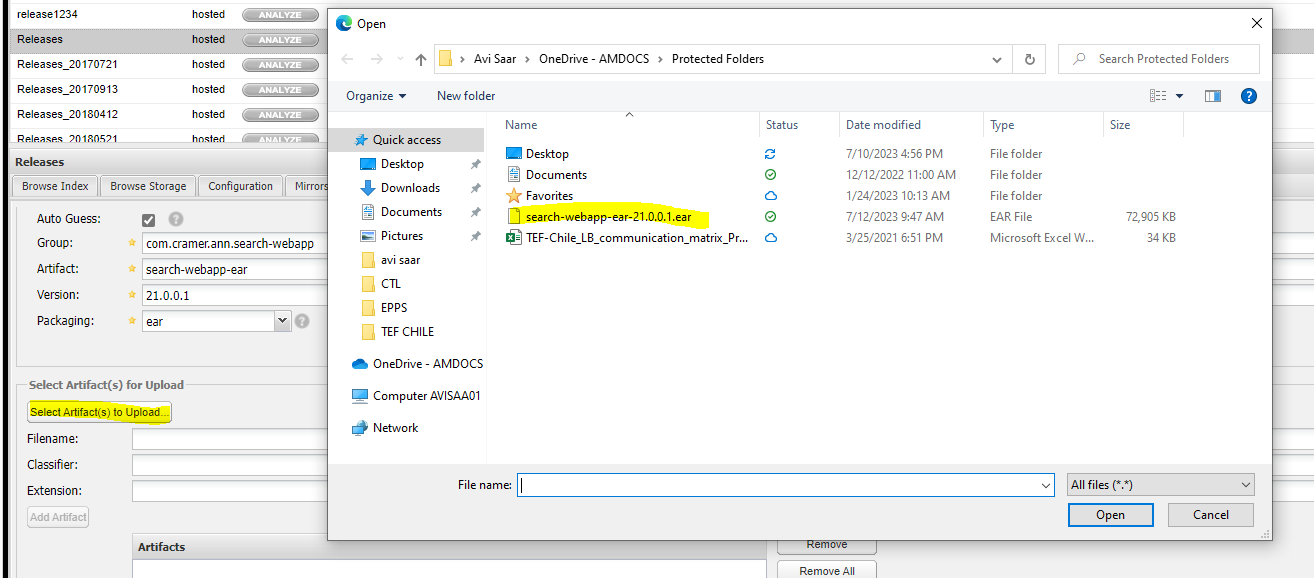 release1234 hosted ANALYZE
Releases hosted ANALYZE
Releases_20170721 hosted ANALYZE
Releases_20170913 hosted ANALYZE
Releases_20180412 hosted ANALYZE
Releases_20180521 hosted ANALYZE
Releases
Browse Index Browse Storage Configuration Mirrors
Auto Guess: ?
Group: com.cramer.ann.search-webapp
Artifact: search-webapp-ear
Version: 21.0.0.1
Packaging: ear ?
Select Artifact(s) for Upload
Select Artifact(s) to Upload...
Filename:
Classifier:
Extension:
Add Artifact
Artifacts
Remove
Remove All
Open
Avi Saar › OneDrive - AMDOCS › Protected Folders
Search Protected Folders
Organize New folder ?
Quick access
Desktop
Downloads
Documents
Pictures
avi saar
CTL
EPPS
TEF CHILE
OneDrive - AMDOCS
Computer AVISAA01
Network
Name Status Date modified Type Size
Desktop 7/10/2023 4:56 PM File folder
Documents 12/12/2022 11:00 AM File folder
Favorites 1/24/2023 10:13 AM File folder
search-webapp-ear-21.0.0.1.ear 7/12/2023 9:47 AM EAR File 72,905 KB
TEF-Chile_LB_communication_matrix_Pr... 3/25/2021 6:51 PM Microsoft Excel W... 34 KB
File name: All files (*.*)
Open Cancel